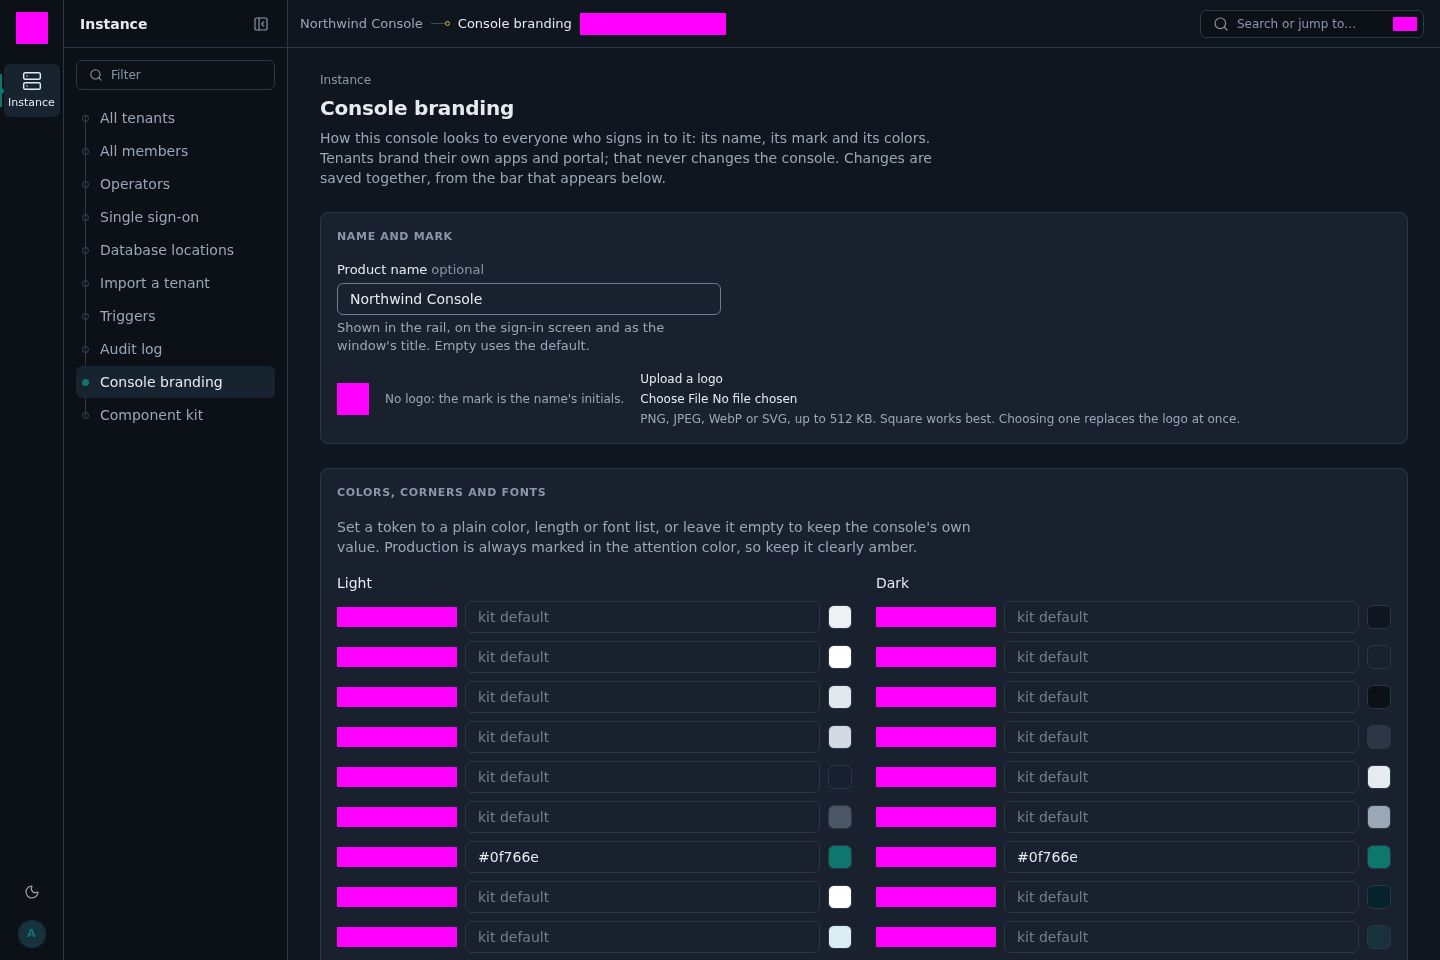 Instance
Northwind Console
Console branding
Search or jump to…
Instance
Filter
All tenants
All members
Operators
Single sign-on
Database locations
Import a tenant
Triggers
Audit log
Console branding
Component kit
A
Instance
Console branding
How this console looks to everyone who signs in to it: its name, its mark and its colors.
Tenants brand their own apps and portal; that never changes the console. Changes are
saved together, from the bar that appears below.
NAME AND MARK
Product name optional
Northwind Console
Shown in the rail, on the sign-in screen and as the
window's title. Empty uses the default.
No logo: the mark is the name's initials.
Upload a logo
Choose File No file chosen
PNG, JPEG, WebP or SVG, up to 512 KB. Square works best. Choosing one replaces the logo at once.
COLORS, CORNERS AND FONTS
Set a token to a plain color, length or font list, or leave it empty to keep the console's own
value. Production is always marked in the attention color, so keep it clearly amber.
Light
kit default
kit default
kit default
kit default
kit default
kit default
#0f766e
kit default
kit default
Dark
kit default
kit default
kit default
kit default
kit default
kit default
#0f766e
kit default
kit default